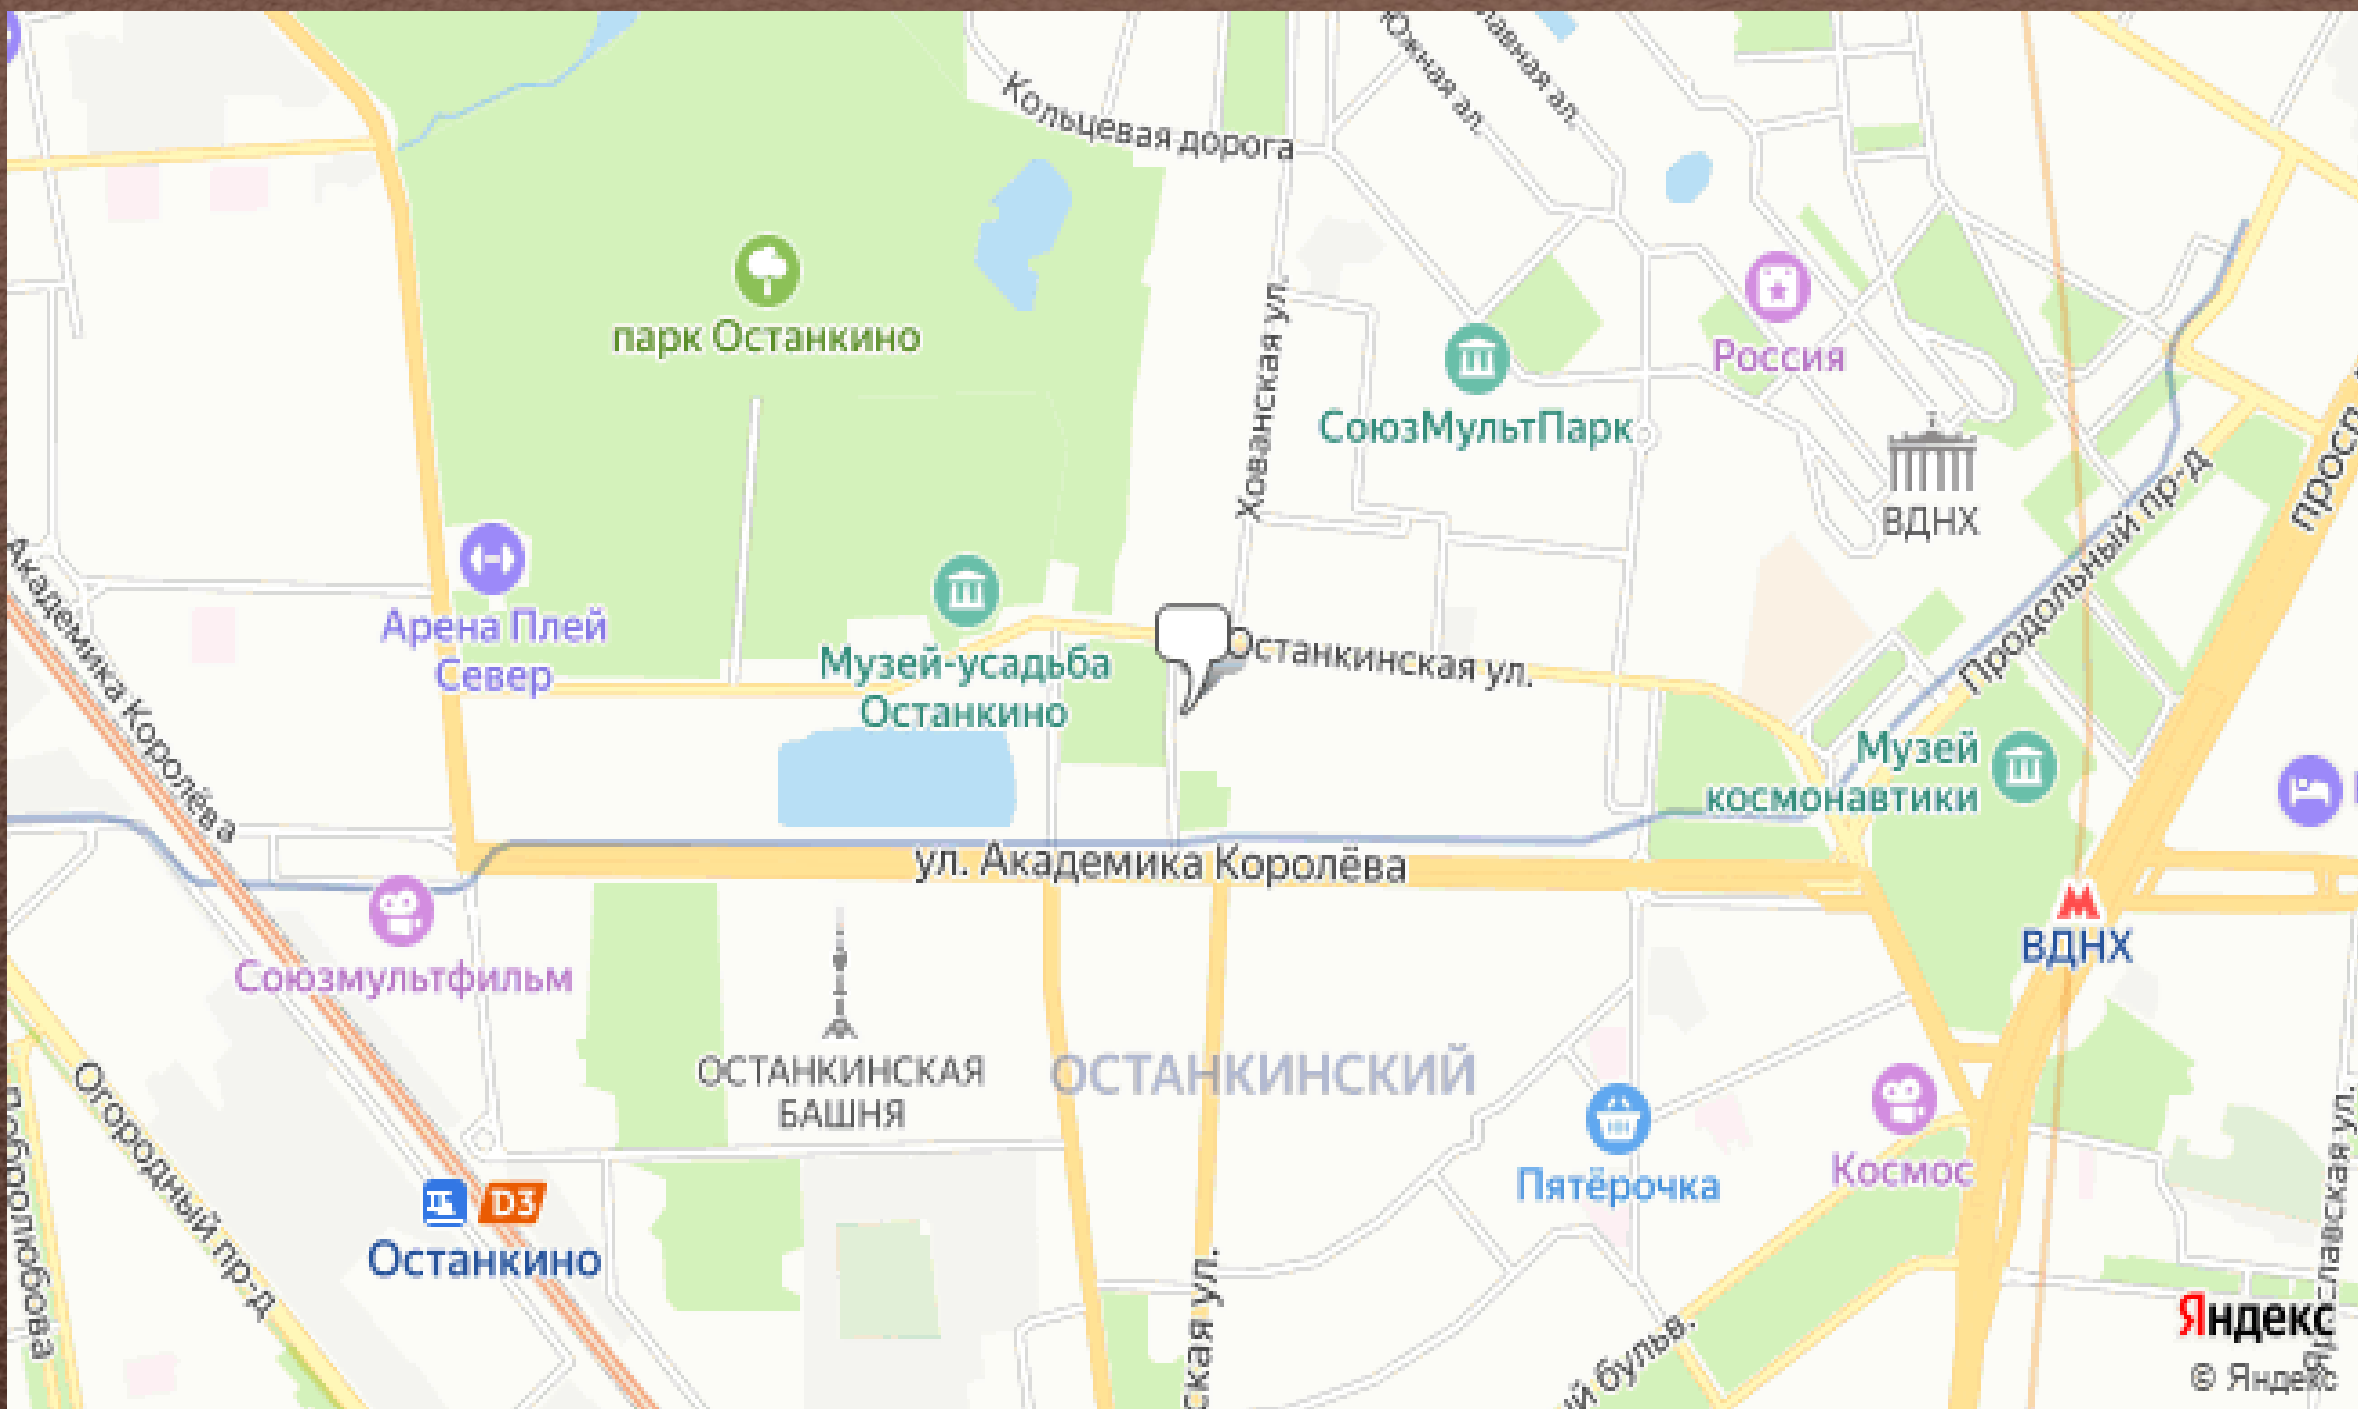 Кольцевая дорога
Южная ал.
парк Останкино
Хованская ул.
СоюзМультПарк
Россия
ВДНХ
Продольный пр-д
Академика Королёва
Арена Плей
Север
Музей-усадьба
Останкино
Останкинская ул.
Музей
космонавтики
ул. Академика Королёва
Союзмультфильм
ОСТАНКИНСКАЯ
БАШНЯ
ОСТАНКИНСКИЙ
М
ВДНХ
Пятёрочка
Космос
Огородный пр-д
D3
Останкино
Яндекс
© Яндекс